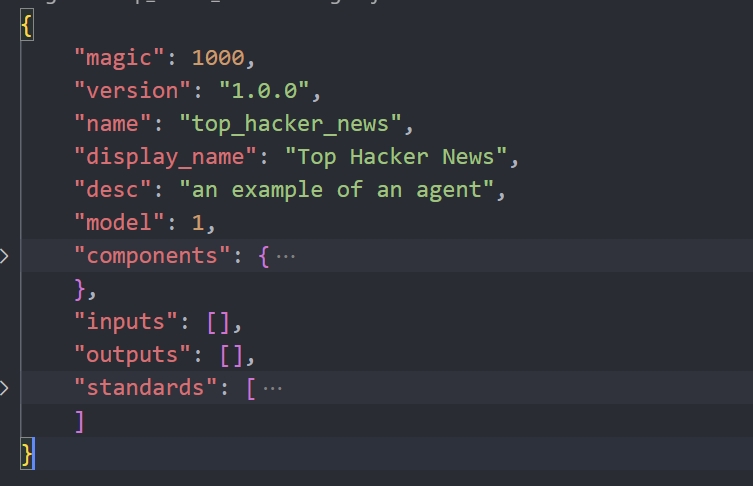 {
"magic": 1000,
"version": "1.0.0",
"name": "top_hacker_news",
"display_name": "Top Hacker News",
"desc": "an example of an agent",
"model": 1,
"components": { ···
},
"inputs": [],
"outputs": [],
"standards": [ ···
]
}